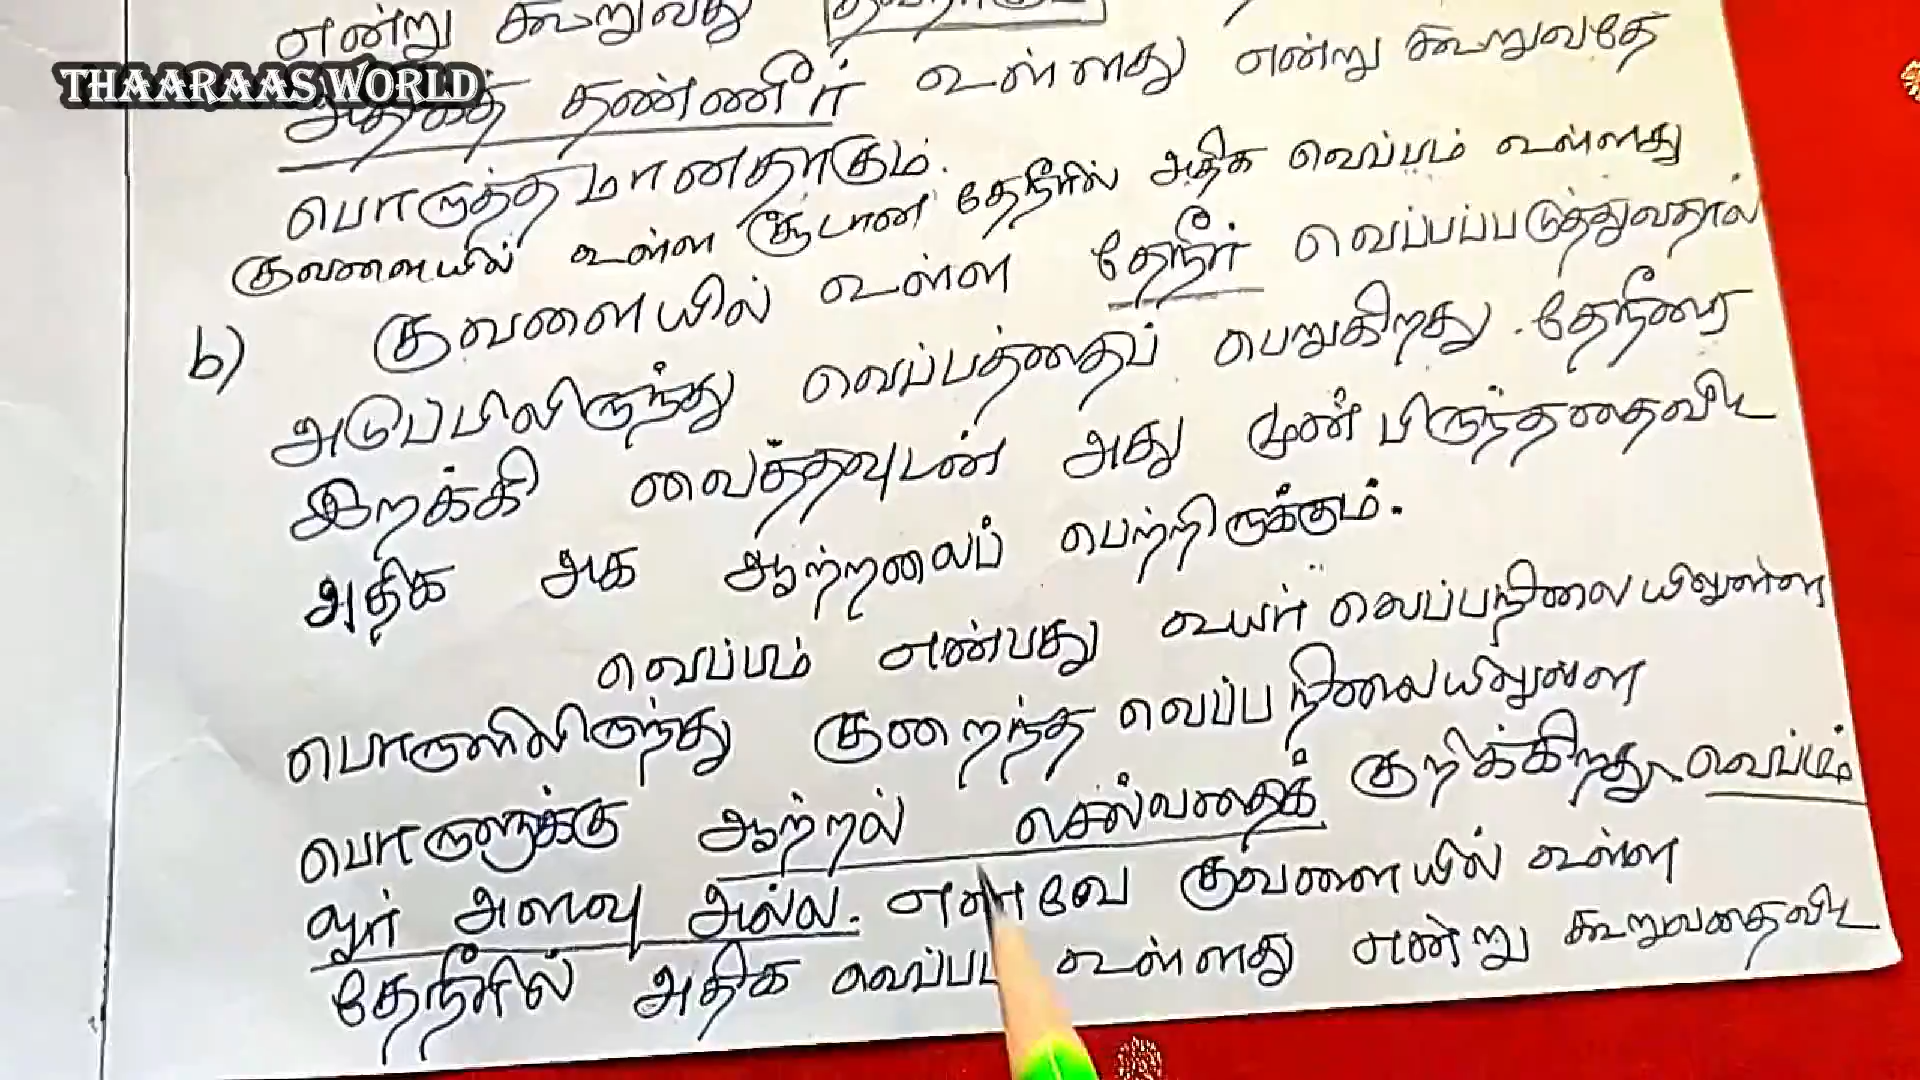 என்று கூறுவது
THAARAAS WORLD
தண்ணீர் உள்ளது என்று கூறுவதே
பொருத்தமானதாகும்.
குவளையில் உள்ள சூடான தேநீரில் அதிக வெப்பம் உள்ளது
b) குவளையில் உள்ள தேநீர் வெப்பப்படுத்துவதால்
அடுப்பிலிருந்து வெப்பத்தைப் பெறுகிறது. தேநீரை
இறக்கி வைத்தவுடன் அது முன்பிருந்ததைவிட
அதிக அக ஆற்றலைப் பெற்றிருக்கும்.
வெப்பம் என்பது உயர் வெப்பநிலையிலுள்ள
பொருளிலிருந்து குறைந்த வெப்பநிலையிலுள்ள
பொருளுக்கு ஆற்றல் செல்வதைக் குறிக்கிறது. வெப்பம்
ஓர் அளவு அல்ல. எனவே குவளையில் உள்ள
தேநீரில் அதிக வெப்பம் உள்ளது என்று கூறுவதைவிட